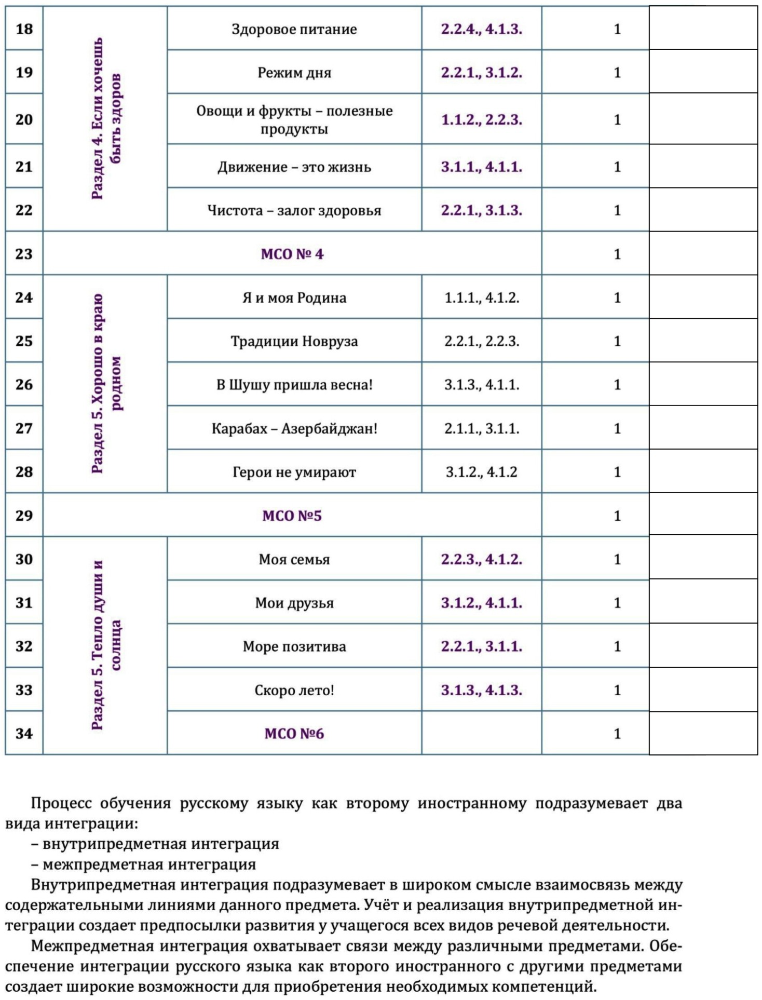 18 Здоровое питание 2.2.4., 4.1.3. 1
Раздел 4. Если хочешь
быть здоров
19 Режим дня 2.2.1., 3.1.2. 1
20 Овощи и фрукты – полезные
продукты 1.1.2., 2.2.3. 1
21 Движение – это жизнь 3.1.1., 4.1.1. 1
22 Чистота – залог здоровья 2.2.1., 3.1.3. 1
23 МСО № 4 1
24 Я и моя Родина 1.1.1., 4.1.2. 1
Раздел 5. Хорошо в краю
родном
25 Традиции Новруза 2.2.1., 2.2.3. 1
26 В Шушу пришла весна! 3.1.3., 4.1.1. 1
27 Карабах – Азербайджан! 2.1.1., 3.1.1. 1
28 Герои не умирают 3.1.2., 4.1.2 1
29 МСО №5 1
30 Моя семья 2.2.3., 4.1.2. 1
Раздел 5. Тепло души и
солнца
31 Мои друзья 3.1.2., 4.1.1. 1
32 Море позитива 2.2.1., 3.1.1. 1
33 Скоро лето! 3.1.3., 4.1.3. 1
34 МСО №6 1
Процесс обучения русскому языку как второму иностранному подразумевает два
вида интеграции:
– внутрипредметная интеграция
– межпредметная интеграция
Внутрипредметная интеграция подразумевает в широком смысле взаимосвязь между
содержательными линиями данного предмета. Учёт и реализация внутрипредметной ин-
теграции создает предпосылки развития у учащегося всех видов речевой деятельности.
Межпредметная интеграция охватывает связи между различными предметами. Обе-
спечение интеграции русского языка как второго иностранного с другими предметами
создает широкие возможности для приобретения необходимых компетенций.